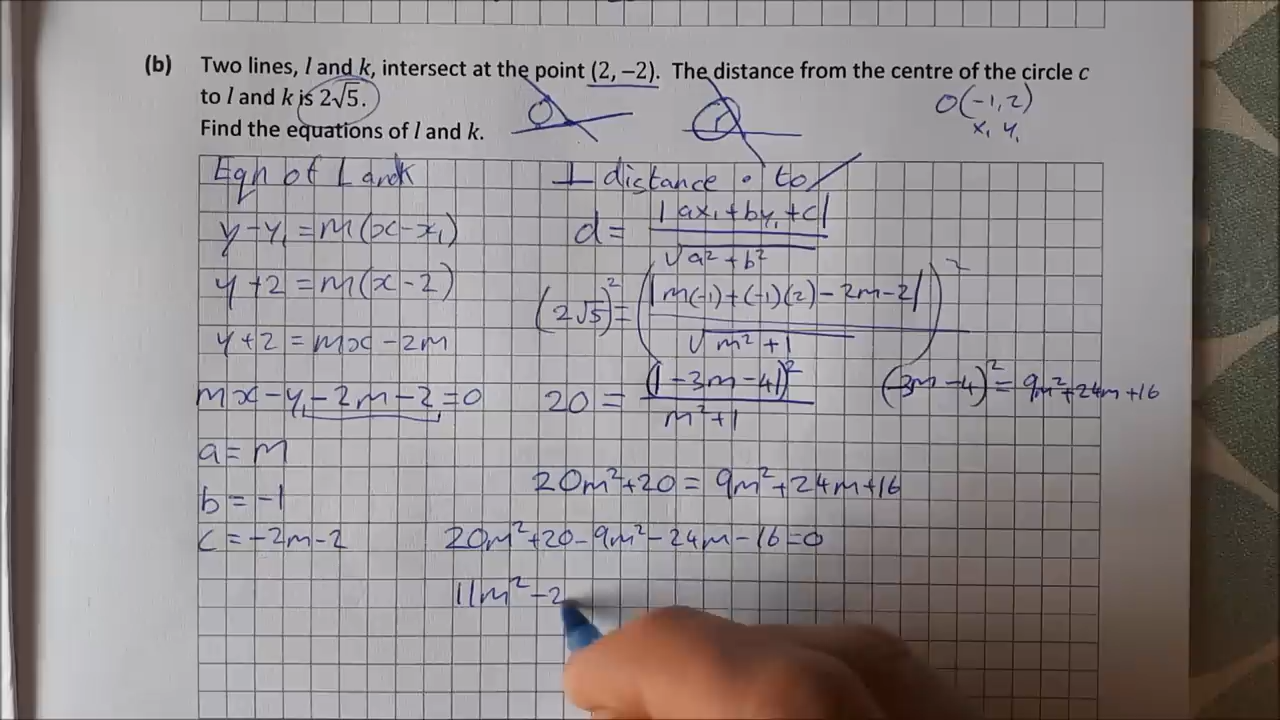 (b) Two lines, l and k, intersect at the point (2, −2). The distance from the centre of the circle c
to l and k is 2√5.
Find the equations of l and k.
O(-1,2)
x₁ y₁
Eqn of L and k
y-y₁ = m(x-x₁)
y+2 = m(x-2)
y+2 = mx-2m
mx-y-2m-2=0
a=m
b=-1
c=-2m-2
⊥ distance · to /
d = |ax₁+by₁+c| / √a²+b²
(2√5)² = (|m(-1)+(-1)(2)-2m-2| / √m²+1)²
20 = (|-3m-4|)² / m²+1
(-3m-4)² = 9m²+24m+16
20m²+20 = 9m²+24m+16
20m²+20-9m²-24m-16=0
11m²-2